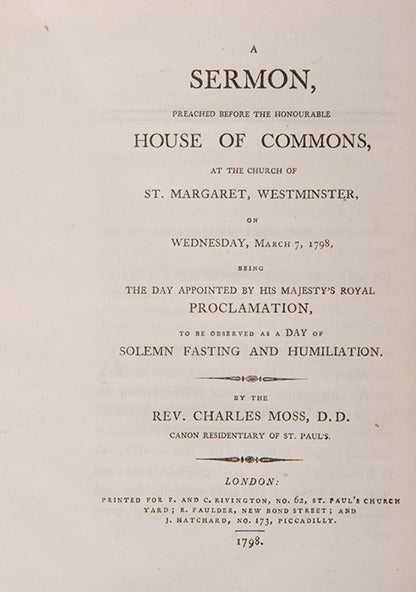 A
SERMON,
PREACHED BEFORE THE HONOURABLE
HOUSE OF COMMONS,
AT THE CHURCH OF
ST. MARGARET, WESTMINSTER,
ON
WEDNESDAY, MARCH 7, 1798,
BEING
THE DAY APPOINTED BY HIS MAJESTY'S ROYAL
PROCLAMATION,
TO BE OBSERVED AS A DAY OF
SOLEMN FASTING AND HUMILIATION.
BY THE
REV. CHARLES MOSS, D.D.
CANON RESIDENTIARY OF ST. PAUL'S.
LONDON:
PRINTED FOR F. AND C. RIVINGTON, NO. 62, ST. PAUL'S CHURCH
YARD; R. FAULDER, NEW BOND STREET; AND
J. HATCHARD, NO. 173, PICCADILLY.
1798.